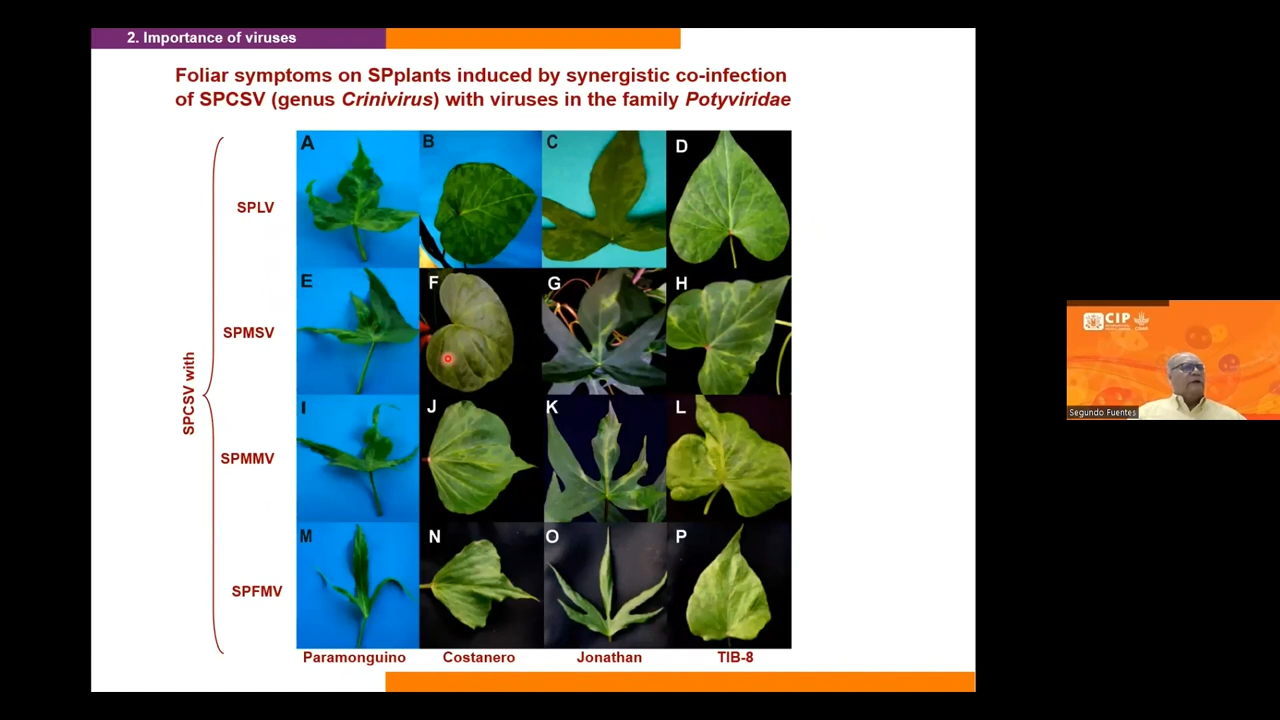 2. Importance of viruses
Foliar symptoms on SPplants induced by synergistic co-infection
of SPCSV (genus Crinivirus) with viruses in the family Potyviridae
SPCSV with
SPLV
SPMSV
SPMMV
SPFMV
A
B
C
D
E
F
G
H
I
J
K
L
M
N
O
P
Paramonguino
Costanero
Jonathan
TIB-8
CIP
Segundo Fuentes